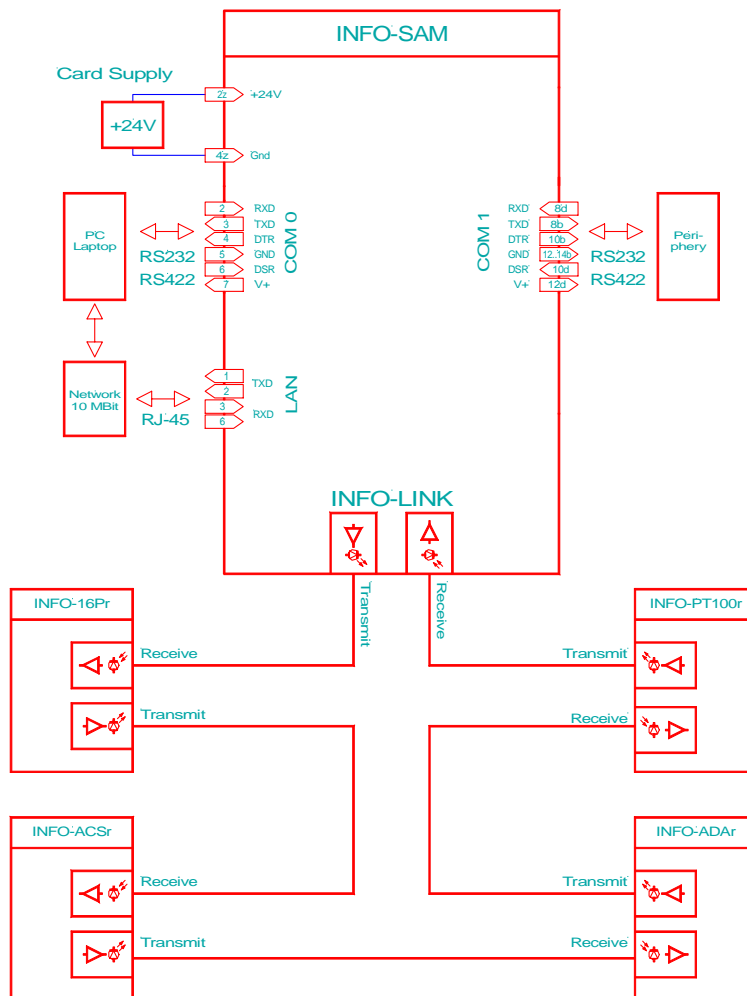 INFO-SAM
Card Supply
+24V
2z
+24V
4z
Gnd
PC
Laptop
RS232
RS422
2
RXD
3
TXD
4
DTR
5
GND
6
DSR
7
V+
COM 0
COM 1
RXD
8d
TXD
8b
DTR
10b
GND
12..14b
DSR
10d
V+
12d
RS232
RS422
Peri-
phery
Network
10 MBit
RJ-45
1
TXD
2
3
RXD
6
LAN
INFO-LINK
Transmit
Receive
INFO-16Pr
Receive
Transmit
INFO-PT100r
Transmit
Receive
INFO-ACSr
Receive
Transmit
INFO-ADAr
Transmit
Receive